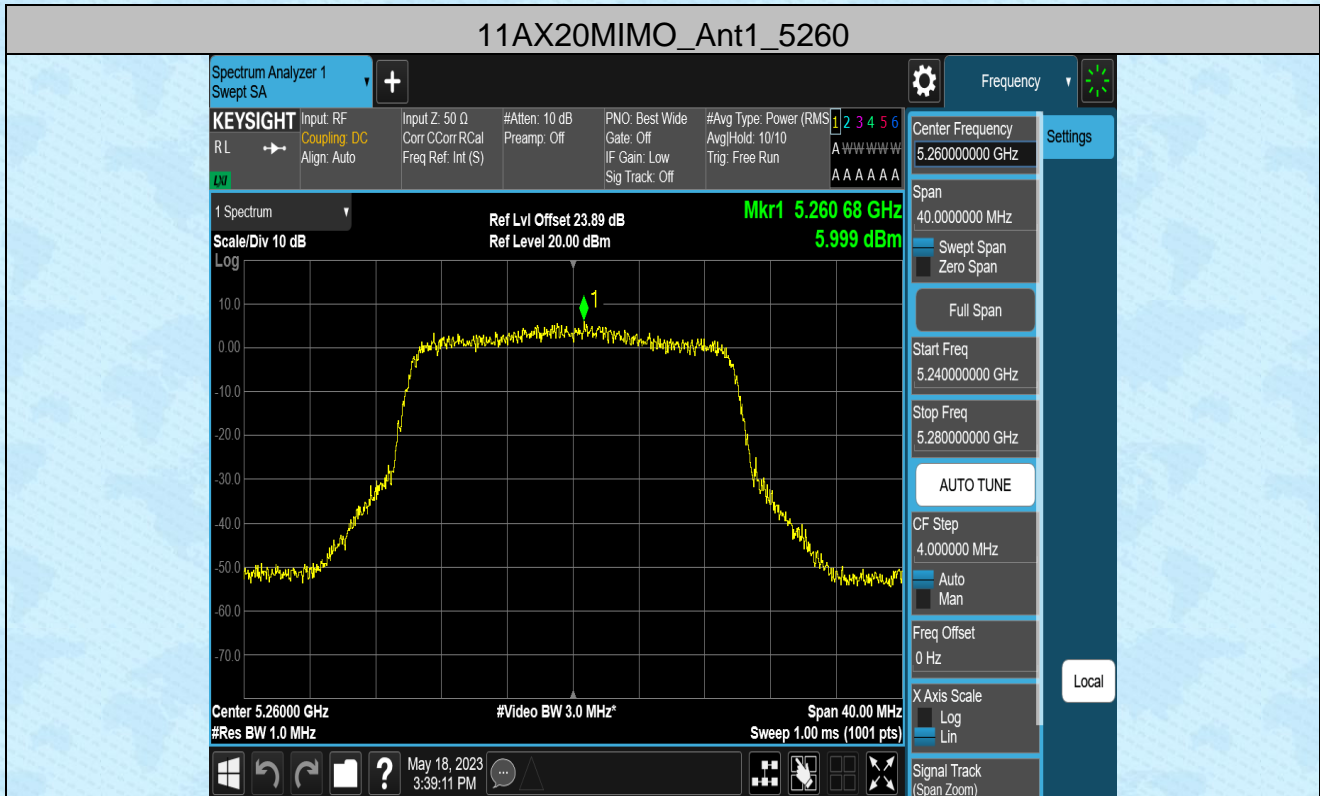 11AX20MIMO_Ant1_5260
Spectrum Analyzer 1
Swept SA
Frequency
KEYSIGHT
RL
LXI
Input: RF
Coupling: DC
Align: Auto
Input Z: 50 Ω
Corr CCorr RCal
Freq Ref: Int (S)
#Atten: 10 dB
Preamp: Off
PNO: Best Wide
Gate: Off
IF Gain: Low
Sig Track: Off
#Avg Type: Power (RMS
Avg|Hold: 10/10
Trig: Free Run
1 2 3 4 5 6
A W W W W W
A A A A A A
1 Spectrum
Scale/Div 10 dB
Log
Ref Lvl Offset 23.89 dB
Ref Level 20.00 dBm
Mkr1 5.260 68 GHz
5.999 dBm
1
10.0
0.00
-10.0
-20.0
-30.0
-40.0
-50.0
-60.0
-70.0
Center 5.26000 GHz
#Res BW 1.0 MHz
#Video BW 3.0 MHz*
Span 40.00 MHz
Sweep 1.00 ms (1001 pts)
?
May 18, 2023
3:39:11 PM
Center Frequency
5.260000000 GHz
Span
40.0000000 MHz
Swept Span
Zero Span
Full Span
Start Freq
5.240000000 GHz
Stop Freq
5.280000000 GHz
AUTO TUNE
CF Step
4.000000 MHz
Auto
Man
Freq Offset
0 Hz
X Axis Scale
Log
Lin
Signal Track
(Span Zoom)
Settings
Local